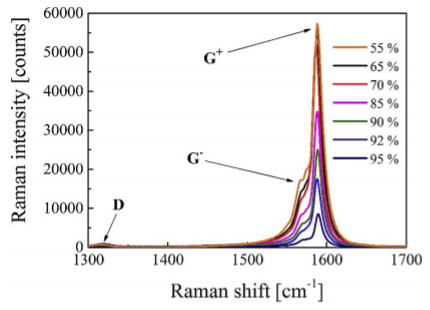 Raman intensity [counts]
60000
50000
40000
30000
20000
10000
0
G⁺
G⁻
D
55 %
65 %
70 %
85 %
90 %
92 %
95 %
1300 1400 1500 1600 1700
Raman shift [cm⁻¹]